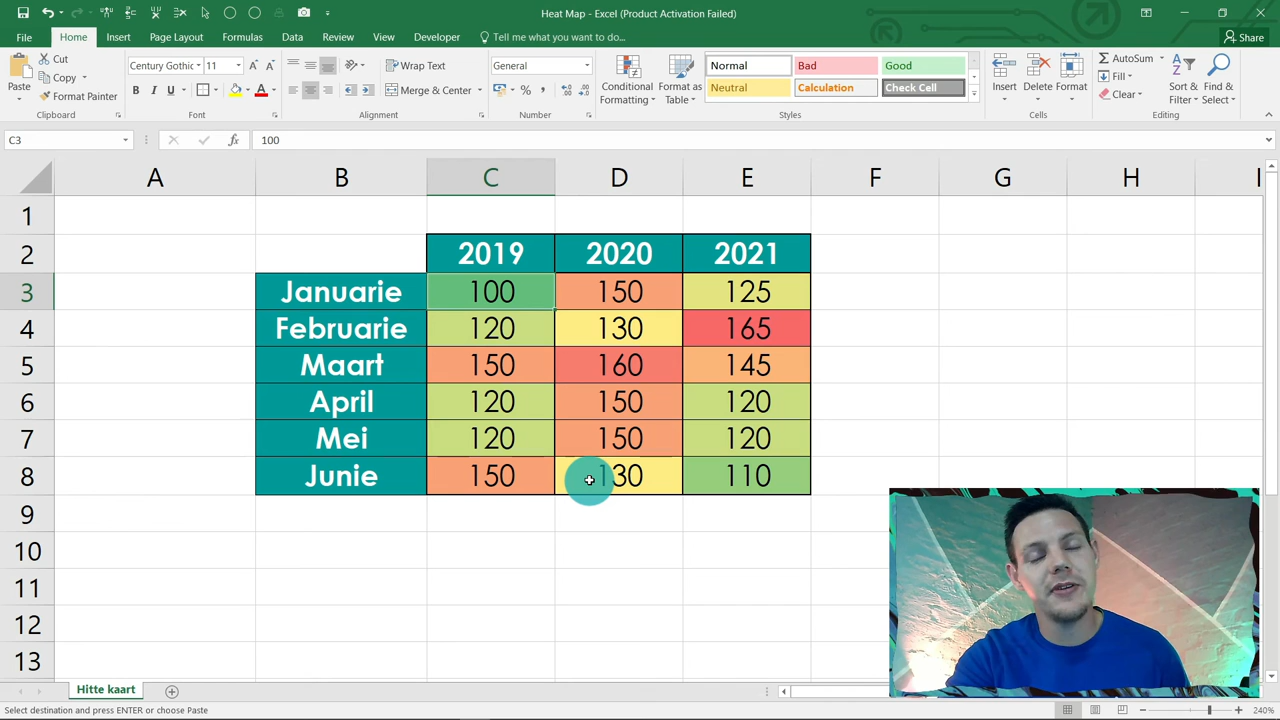 Heat Map - Excel (Product Activation Failed)
File Home Insert Page Layout Formulas Data Review View Developer Tell me what you want to do... Share
Paste
Cut
Copy
Format Painter
Century Gothic 11
B I U
A A
Wrap Text
Merge & Center
General
%
Conditional Formatting
Format as Table
Normal Bad Good
Neutral Calculation Check Cell
Insert Delete Format
AutoSum
Fill
Clear
Sort & Filter
Find & Select
Clipboard Font Alignment Number Styles Cells Editing
C3 fx 100
A B C D E F G H I
1
2 2019 2020 2021
3 Januarie 100 150 125
4 Februarie 120 130 165
5 Maart 150 160 145
6 April 120 150 120
7 Mei 120 150 120
8 Junie 150 130 110
9
10
11
12
13
Hitte kaart
Select destination and press ENTER or choose Paste 240%